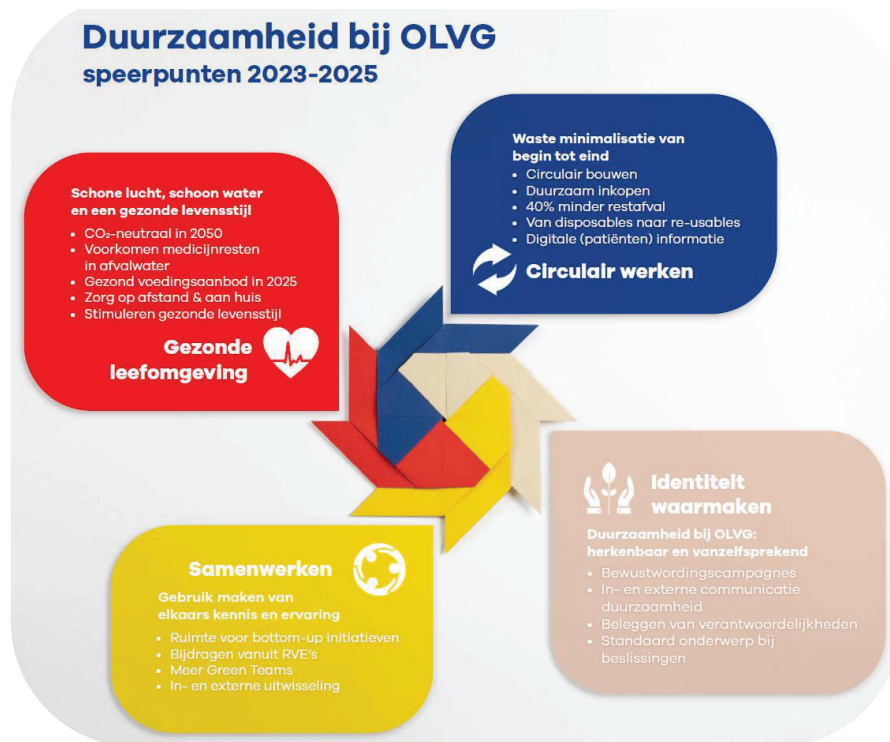 Duurzaamheid bij OLVG
speerpunten 2023-2025
Schone lucht, schoon water
en een gezonde levensstijl
• CO₂-neutraal in 2050
• Voorkomen medicijnresten
in afvalwater
• Gezond voedingsaanbod in 2025
• Zorg op afstand & aan huis
• Stimuleren gezonde levensstijl
Gezonde
leefomgeving
Waste minimalisatie van
begin tot eind
• Circulair bouwen
• Duurzaam inkopen
• 40% minder restafval
• Van disposables naar re-usables
• Digitale (patiënten) informatie
Circulair werken
Samenwerken
Gebruik maken van
elkaars kennis en ervaring
• Ruimte voor bottom-up initiatieven
• Bijdragen vanuit RVE's
• Meer Green Teams
• In- en externe uitwisseling
Identiteit
waarmaken
Duurzaamheid bij OLVG:
herkenbaar en vanzelfsprekend
• Bewustwordingscampagnes
• In- en externe communicatie
duurzaamheid
• Beleggen van verantwoordelijkheden
• Standaard onderwerp bij
beslissingen